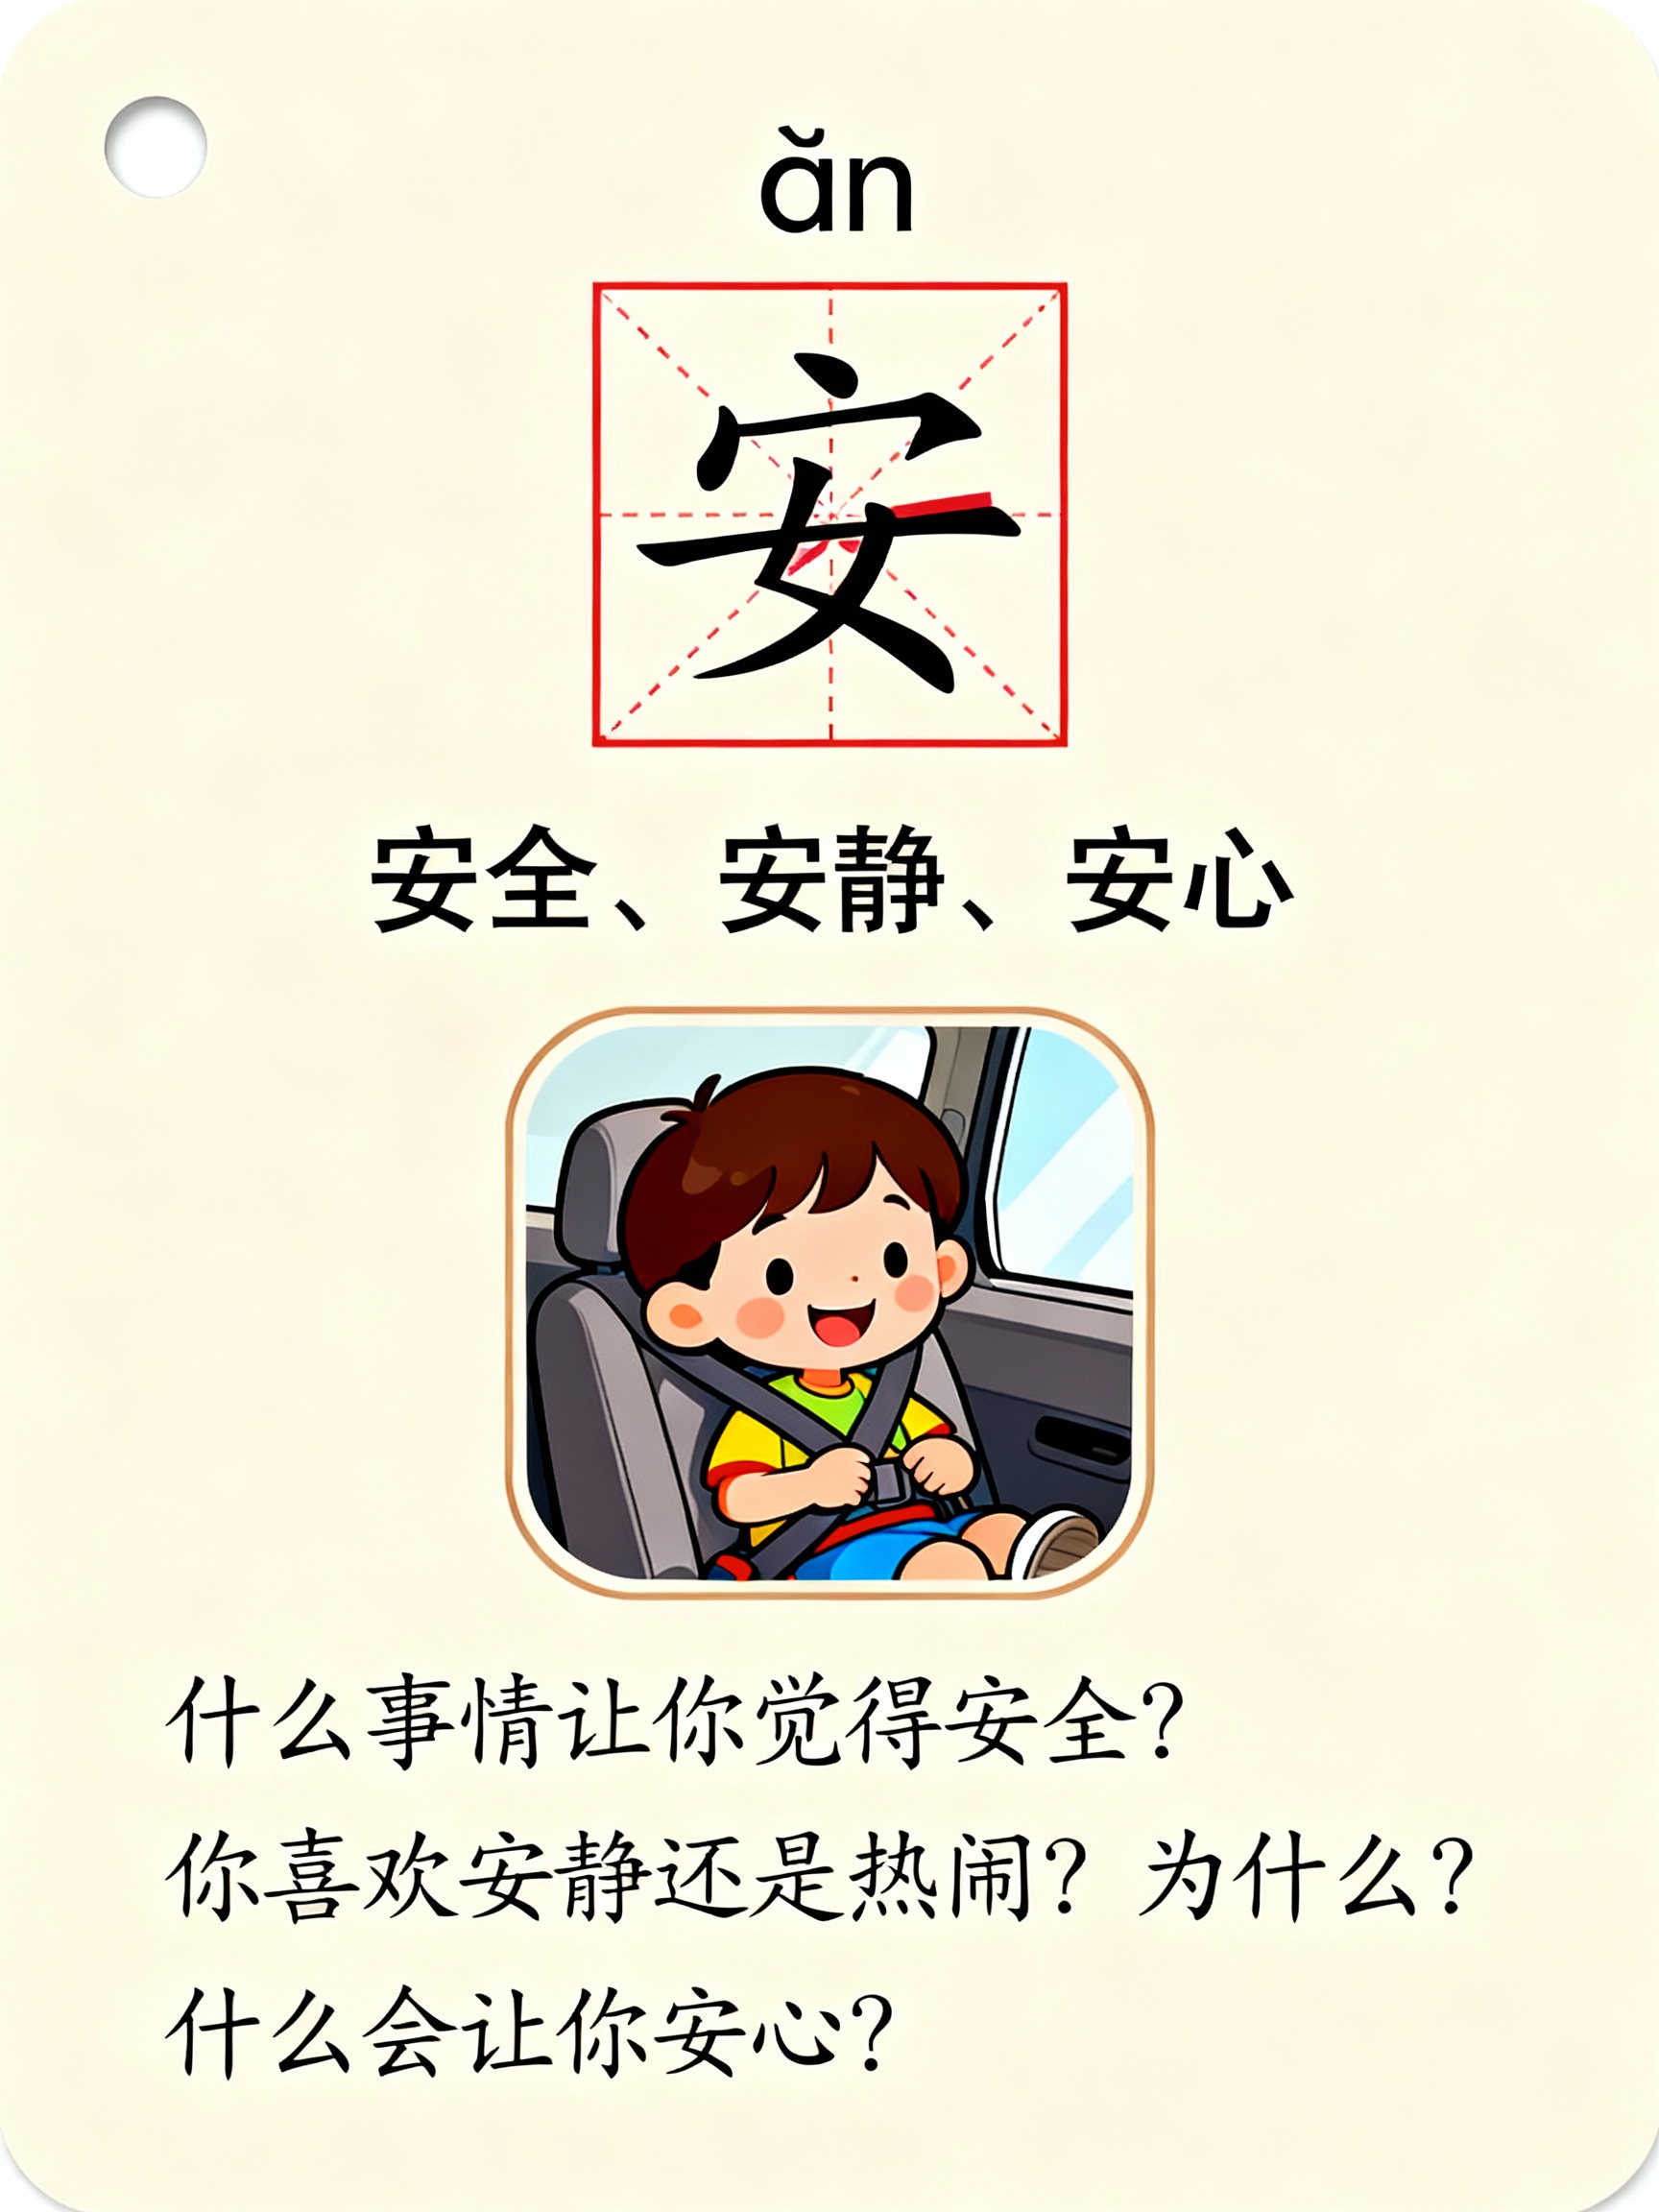 ăn
安
安全、安静、安心
什么事情让你觉得安全？
你喜欢安静还是热闹？为什么？
什么会让你安心？